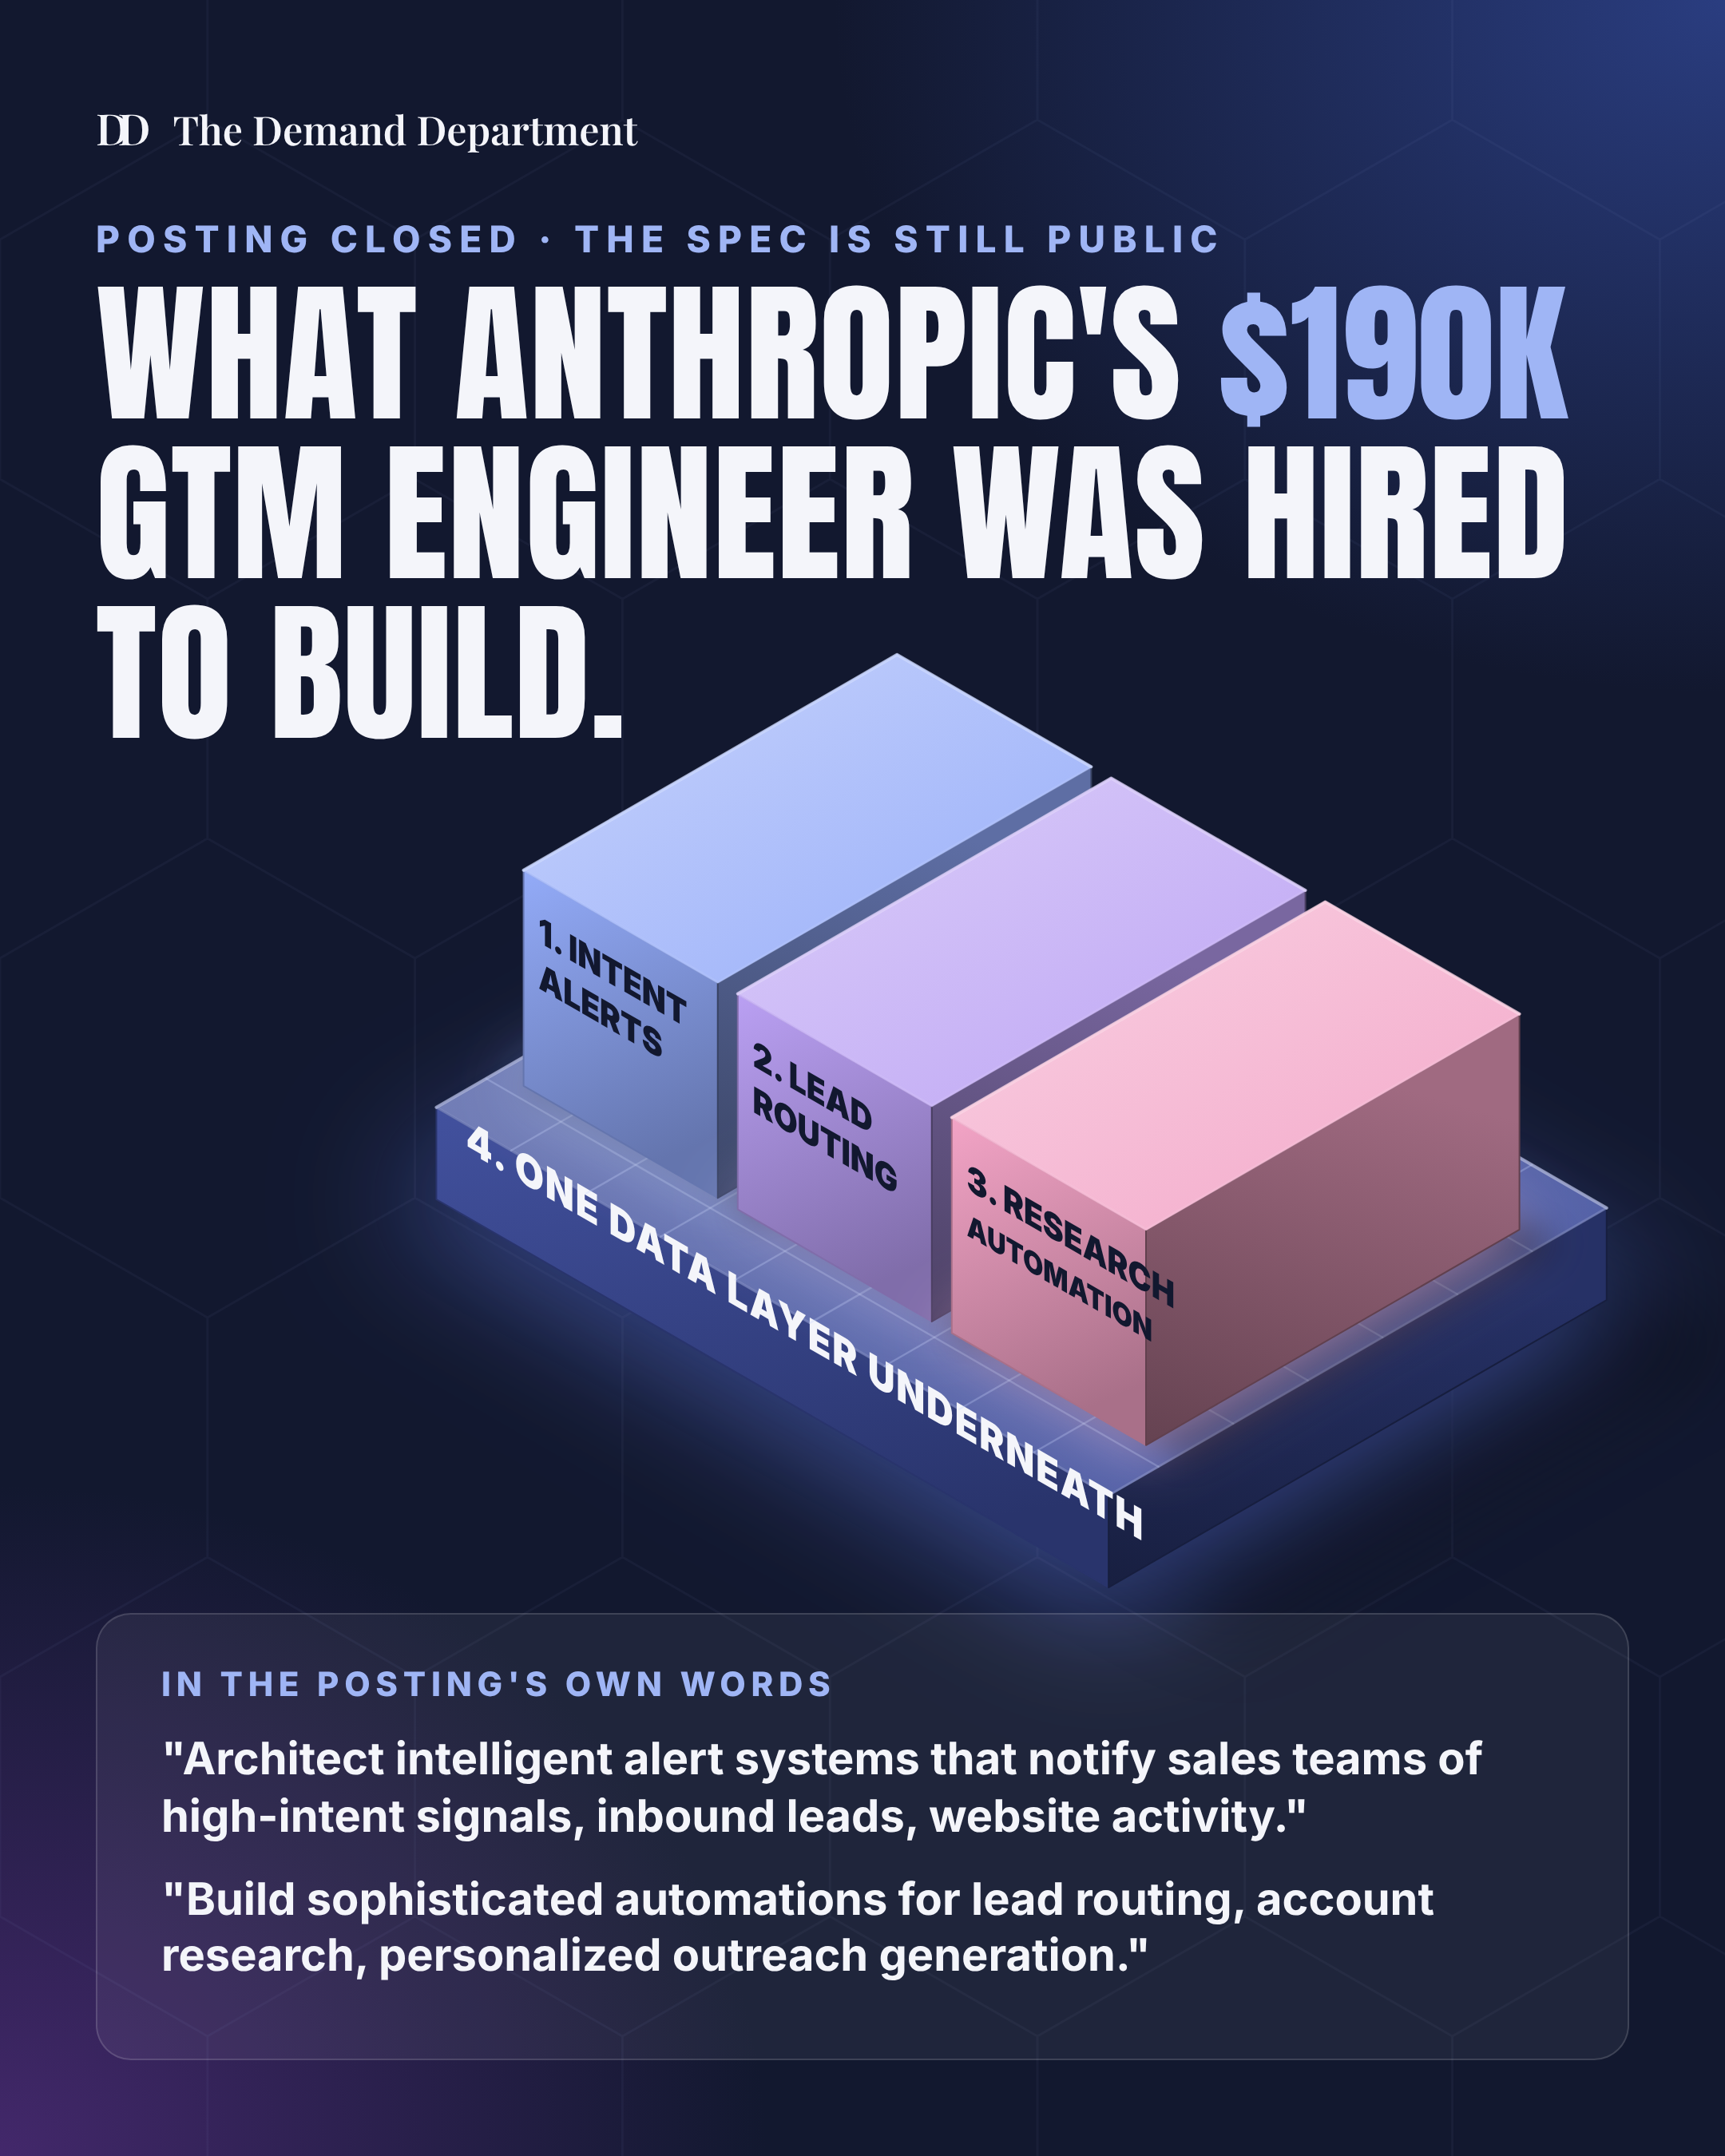 DD The Demand Department
POSTING CLOSED · THE SPEC IS STILL PUBLIC
WHAT ANTHROPIC'S $190K
GTM ENGINEER WAS HIRED
TO BUILD.
1. INTENT
ALERTS
2. LEAD
ROUTING
3. RESEARCH
AUTOMATION
4. ONE DATA LAYER UNDERNEATH
IN THE POSTING'S OWN WORDS
"Architect intelligent alert systems that notify sales teams of
high-intent signals, inbound leads, website activity."
"Build sophisticated automations for lead routing, account
research, personalized outreach generation."